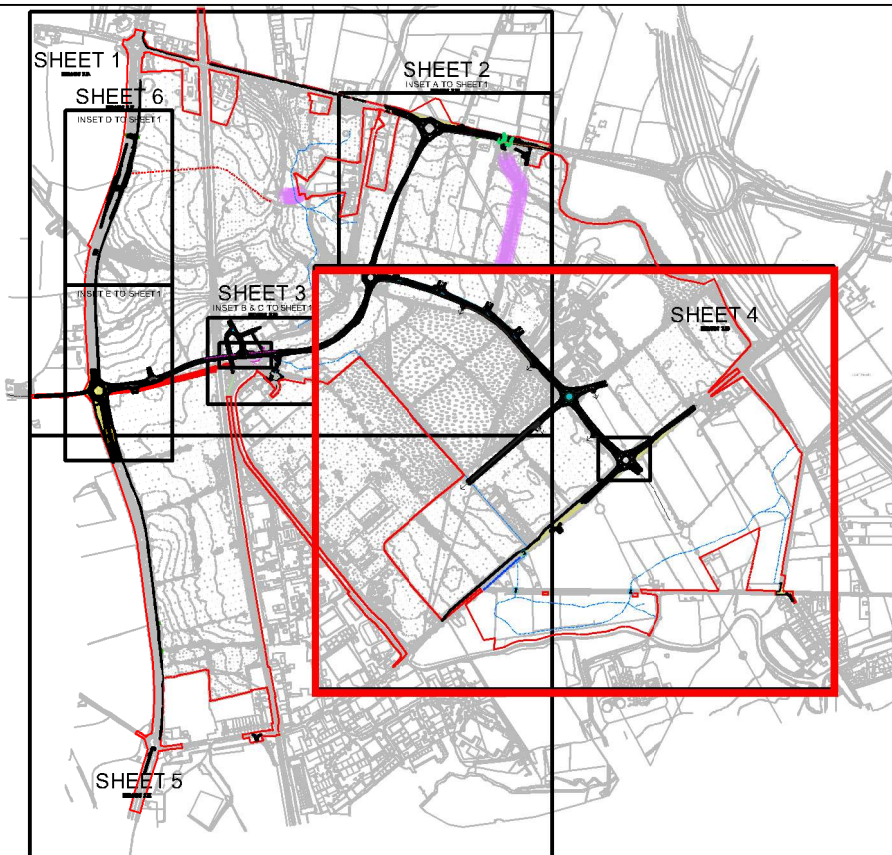 SHEET 1
SHEET 2
INSET A TO SHEET 1
SHEET 6
INSET D TO SHEET 1
INSET E TO SHEET 1
SHEET 3
INSET B & C TO SHEET 1
SHEET 4
SHEET 5